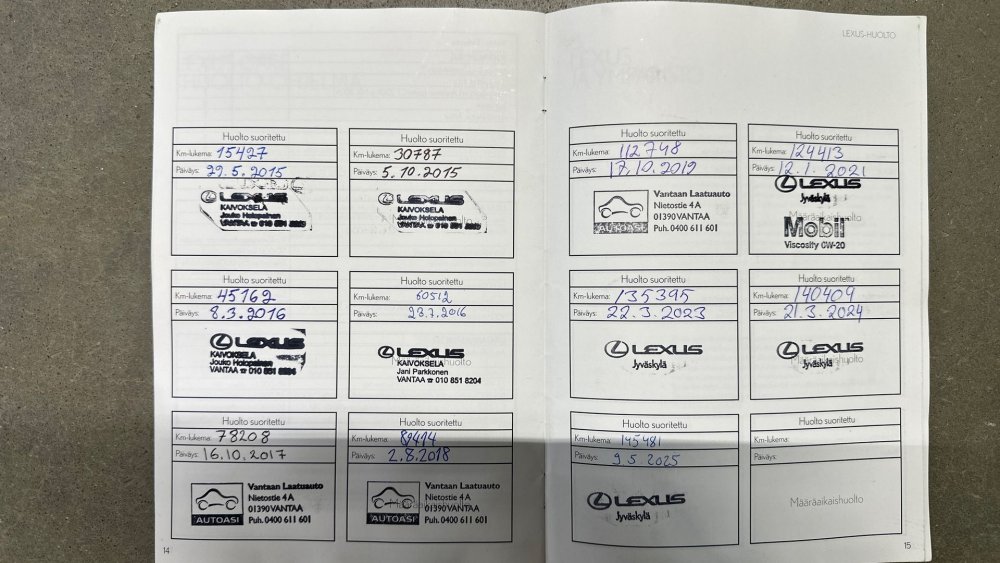 LEXUS-HUOLTO
Huolto suoritettu
Km-lukema: 15427
Päiväys: 29.5.2015
LEXUS
KAIVOKSELA
Jouko Holopainen
VANTAA ☎ 010 851
Huolto suoritettu
Km-lukema: 30787
Päiväys: 5.10.2015
LEXUS
KAIVOKSELA
Jouko Holopainen
VANTAA ☎ 010 851
Huolto suoritettu
Km-lukema: 45162
Päiväys: 8.3.2016
LEXUS
KAIVOKSELA
Jouko Holopainen
VANTAA ☎ 010 851 8204
Huolto suoritettu
Km-lukema: 60512
Päiväys: 23.7.2016
LEXUS
KAIVOKSELA
Jani Parkkonen
VANTAA ☎ 010 851 8204
Huolto suoritettu
Km-lukema: 78208
Päiväys: 16.10.2017
Vantaan Laatuauto
Nietostie 4 A
01390 VANTAA
AUTOASI Puh. 0400 611 601
Huolto suoritettu
Km-lukema: 89414
Päiväys: 2.8.2018
Vantaan Laatuauto
Nietostie 4 A
01390 VANTAA
AUTOASI Puh. 0400 611 601
14
Huolto suoritettu
Km-lukema: 112748
Päiväys: 17.10.2019
Vantaan Laatuauto
Nietostie 4 A
01390 VANTAA
AUTOASI Puh. 0400 611 601
Huolto suoritettu
Km-lukema: 124413
Päiväys: 12.1.2021
LEXUS
Jyväskylä
Määräaikaishuolto
Mobil
Viscosity 0W-20
Huolto suoritettu
Km-lukema: 135395
Päiväys: 22.3.2023
LEXUS
Jyväskylä
Huolto suoritettu
Km-lukema: 140409
Päiväys: 21.3.2024
LEXUS
Määräaikaishuolto
Jyväskylä
Huolto suoritettu
Km-lukema: 145481
Päiväys: 9.5.2025
LEXUS
Jyväskylä
Huolto suoritettu
Km-lukema:
Päiväys:
Määräaikaishuolto
15